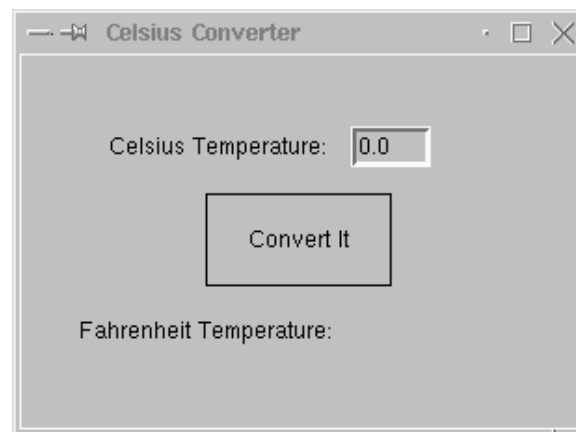 Celsius Converter
Celsius Temperature: 0.0
Convert It
Fahrenheit Temperature: